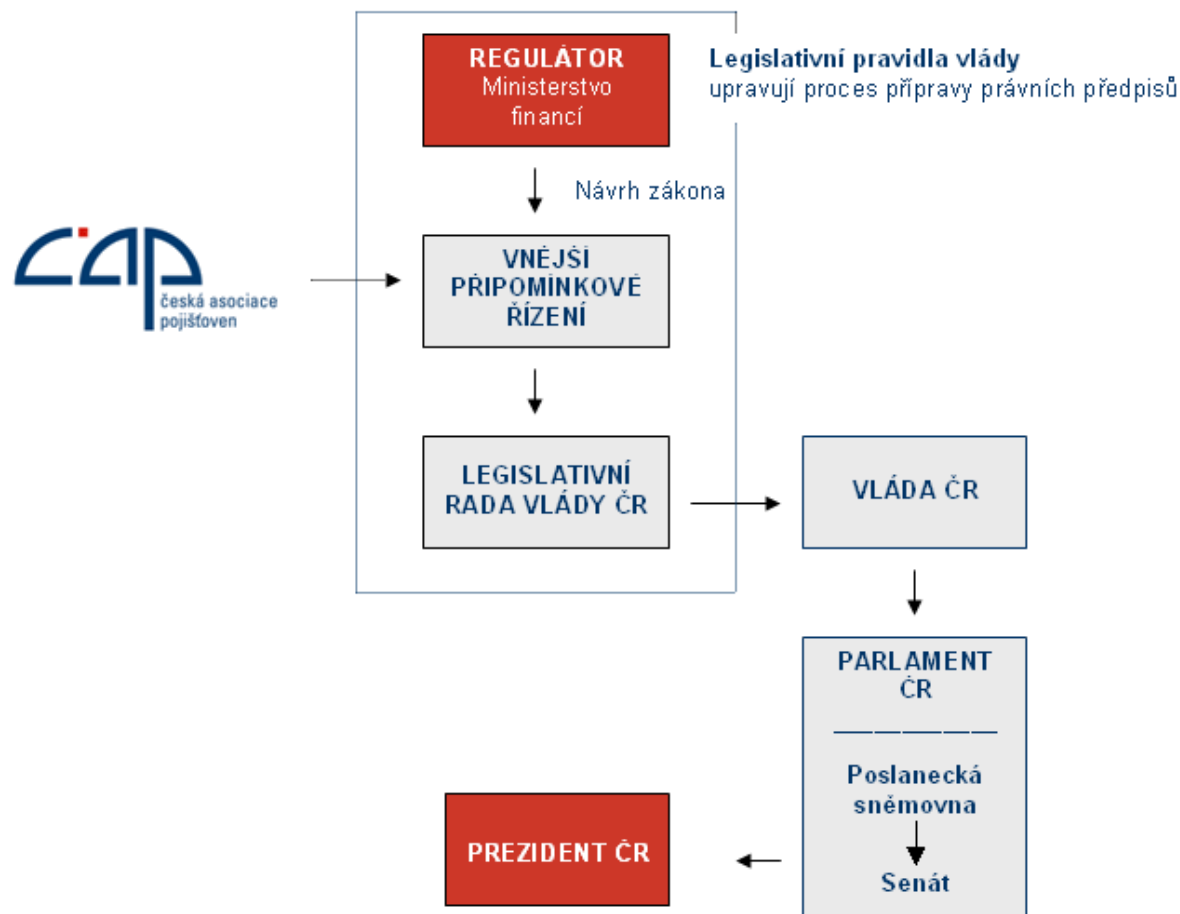 REGULÁTOR
Ministerstvo
financí
Legislativní pravidla vlády
upravují proces přípravy právních předpisů
Návrh zákona
čap
česká asociace
pojišťoven
VNĚJŠÍ
PŘIPOMÍNKOVÉ
ŘÍZENÍ
LEGISLATIVNÍ
RADA VLÁDY ČR
VLÁDA ČR
PARLAMENT
ČR
Poslanecká
sněmovna
Senát
PREZIDENT ČR